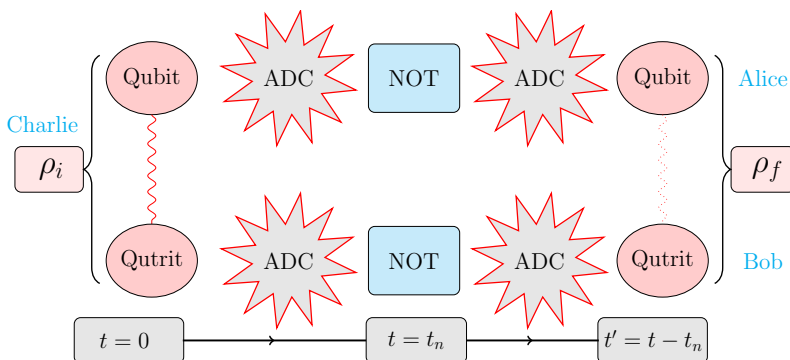 Qubit
ADC
NOT
ADC
Qubit
Alice
Charlie
ρ_i
ρ_f
Qutrit
ADC
NOT
ADC
Qutrit
Bob
t = 0
t = t_n
t′ = t − t_n